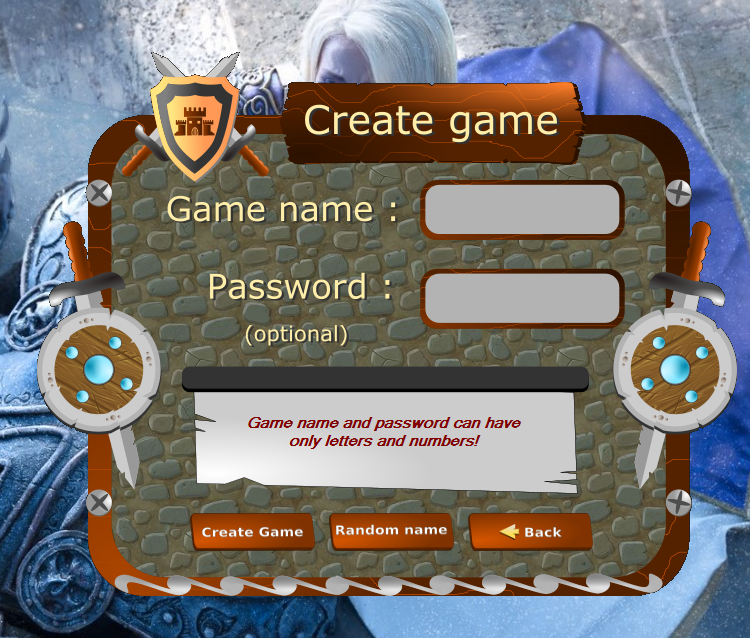 Create game
Game name :
Password :
(optional)
Game name and password can have
only letters and numbers!
Create Game
Random name
Back